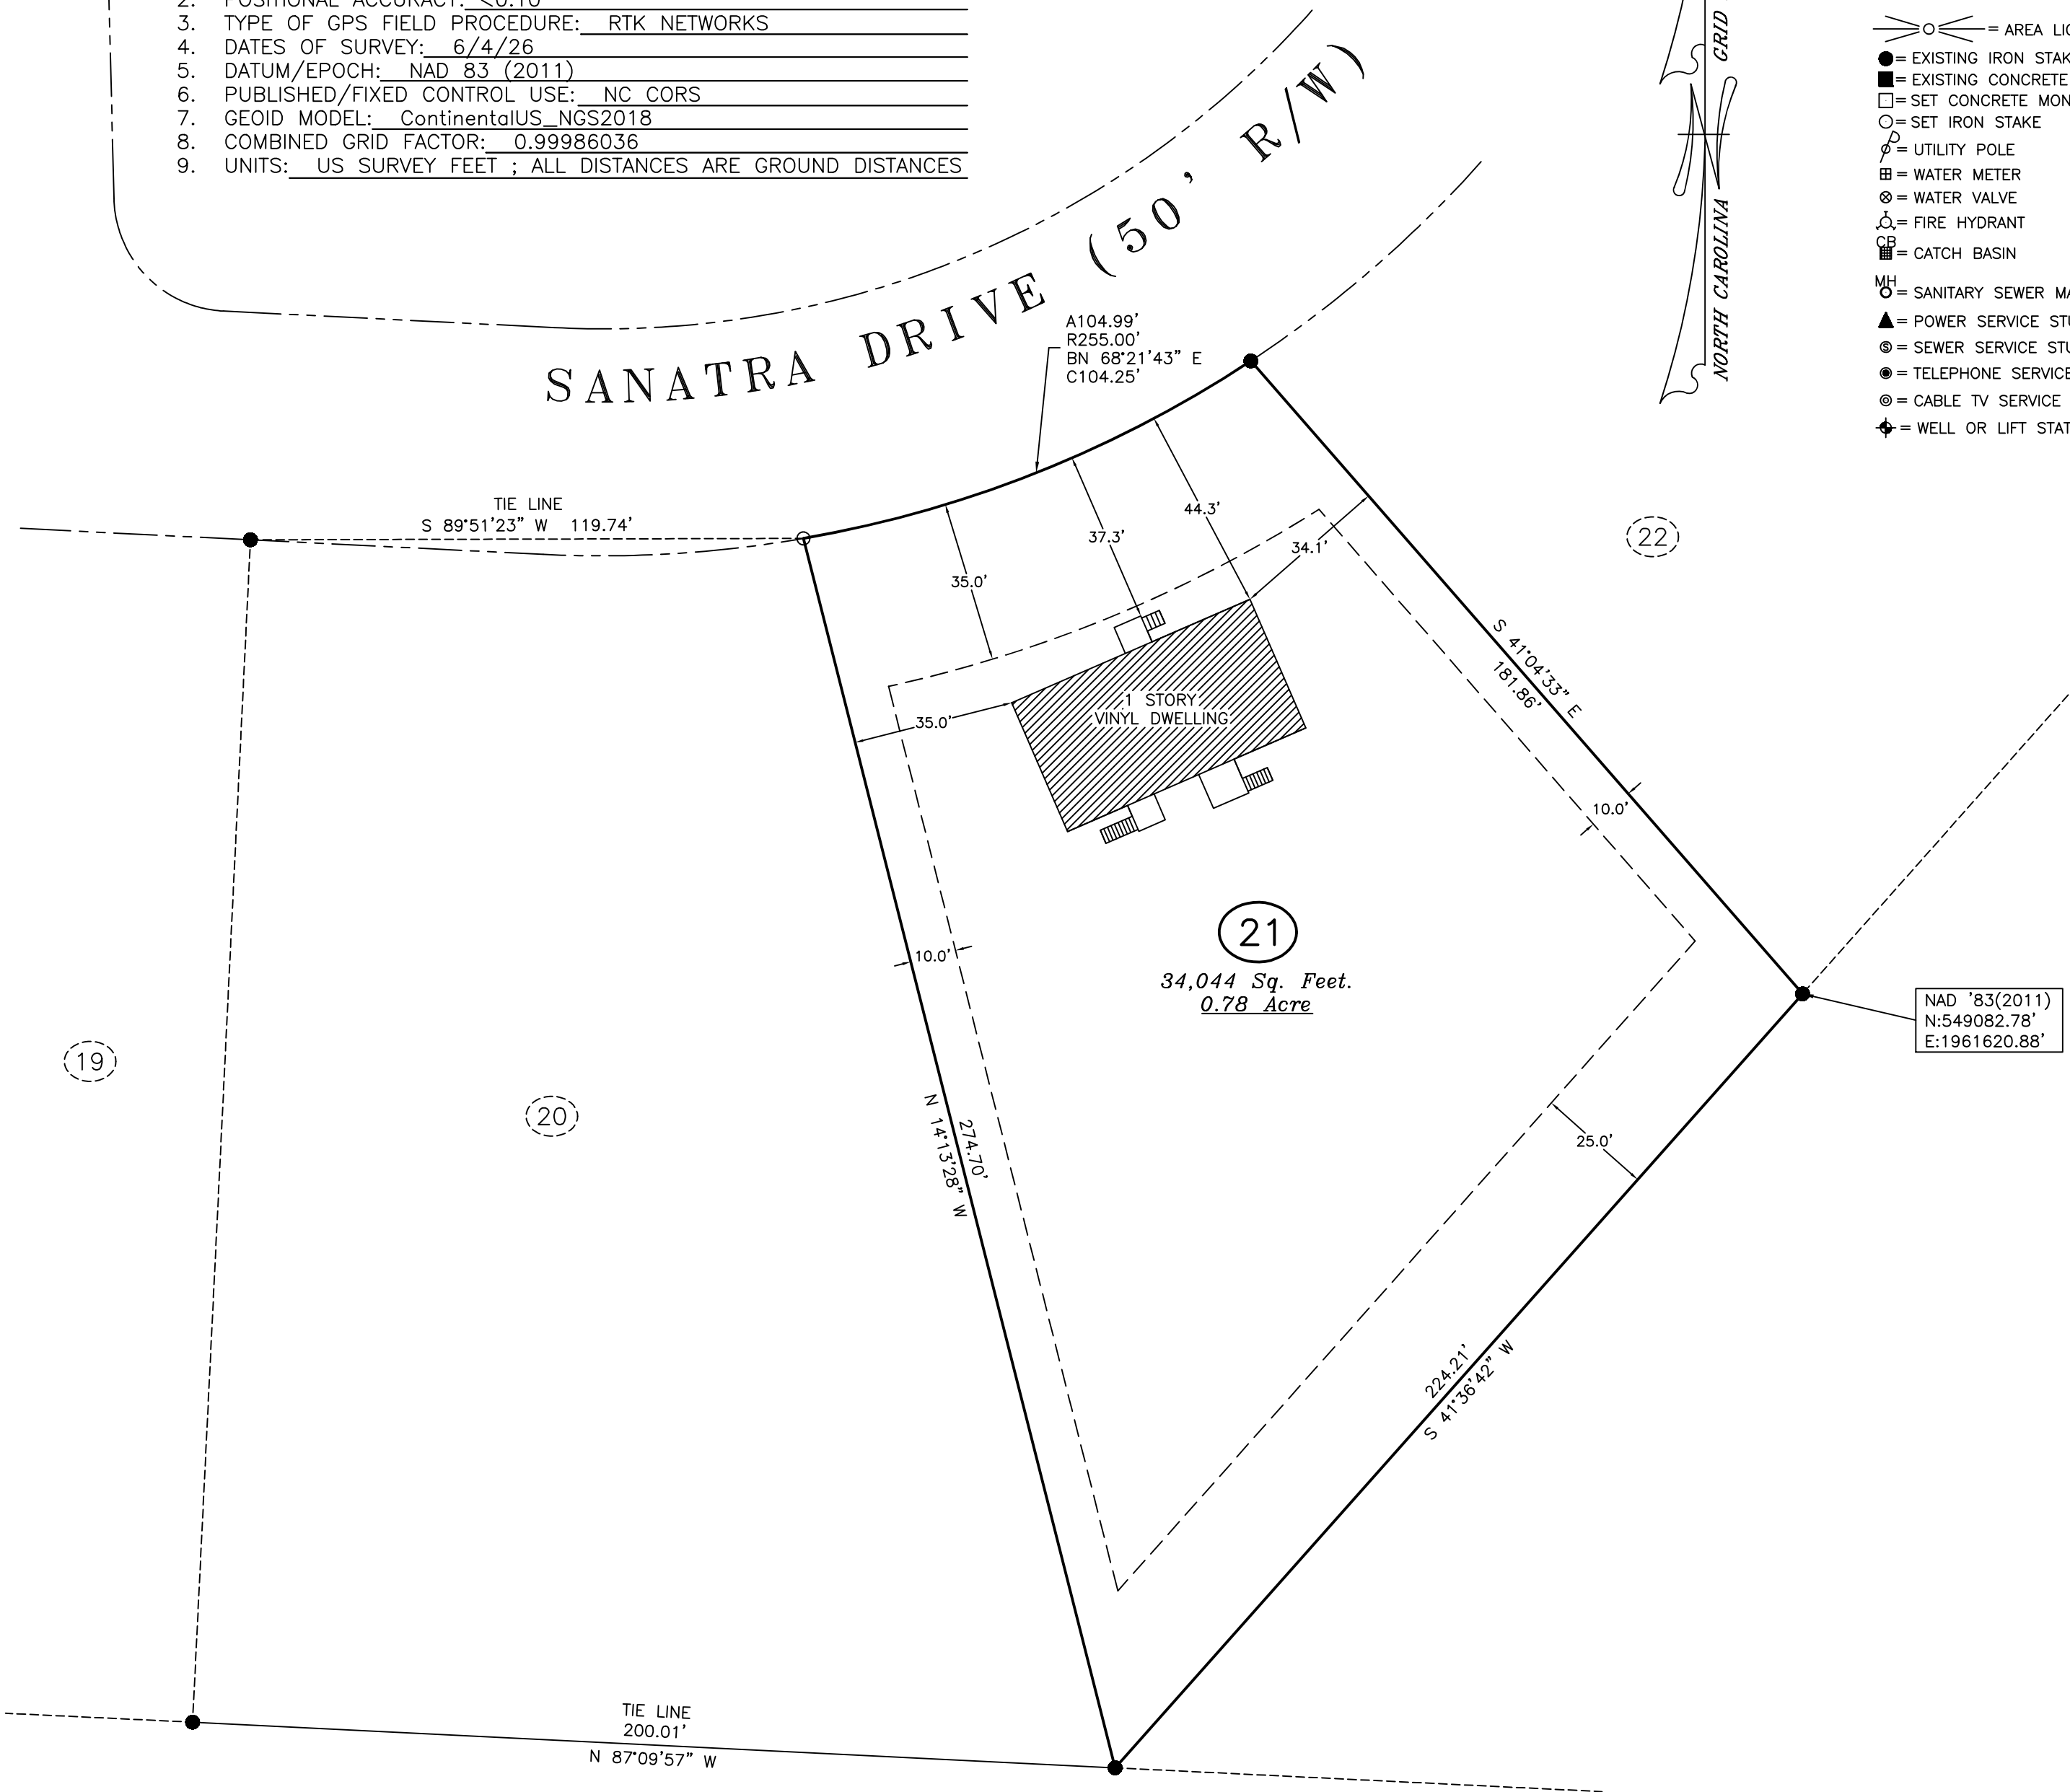 2. POSITIONAL ACCURACY: <0.10
3. TYPE OF GPS FIELD PROCEDURE: RTK NETWORKS
4. DATES OF SURVEY: 6/4/26
5. DATUM/EPOCH: NAD 83 (2011)
6. PUBLISHED/FIXED CONTROL USE: NC CORS
7. GEOID MODEL: ContinentalUS_NGS2018
8. COMBINED GRID FACTOR: 0.99986036
9. UNITS: US SURVEY FEET ; ALL DISTANCES ARE GROUND DISTANCES
NORTH CAROLINA GRID
= AREA LIG
= EXISTING IRON STAK
= EXISTING CONCRETE
= SET CONCRETE MON
= SET IRON STAKE
= UTILITY POLE
= WATER METER
= WATER VALVE
= FIRE HYDRANT
CB
= CATCH BASIN
MH
= SANITARY SEWER MA
= POWER SERVICE STU
S = SEWER SERVICE STU
= TELEPHONE SERVICE
= CABLE TV SERVICE
= WELL OR LIFT STAT
SANATRA DRIVE (50' R/W)
A104.99'
R255.00'
BN 68°21'43" E
C104.25'
TIE LINE
S 89°51'23" W 119.74'
44.3'
37.3'
34.1'
35.0'
22
S 41°04'33" E
181.86'
1 STORY
VINYL DWELLING
35.0'
10.0'
21
34,044 Sq. Feet.
0.78 Acre
10.0'
NAD '83(2011)
N:549082.78'
E:1961620.88'
19
20
274.70'
N 14°13'28" W
25.0'
224.21'
S 41°36'42" W
TIE LINE
200.01'
N 87°09'57" W